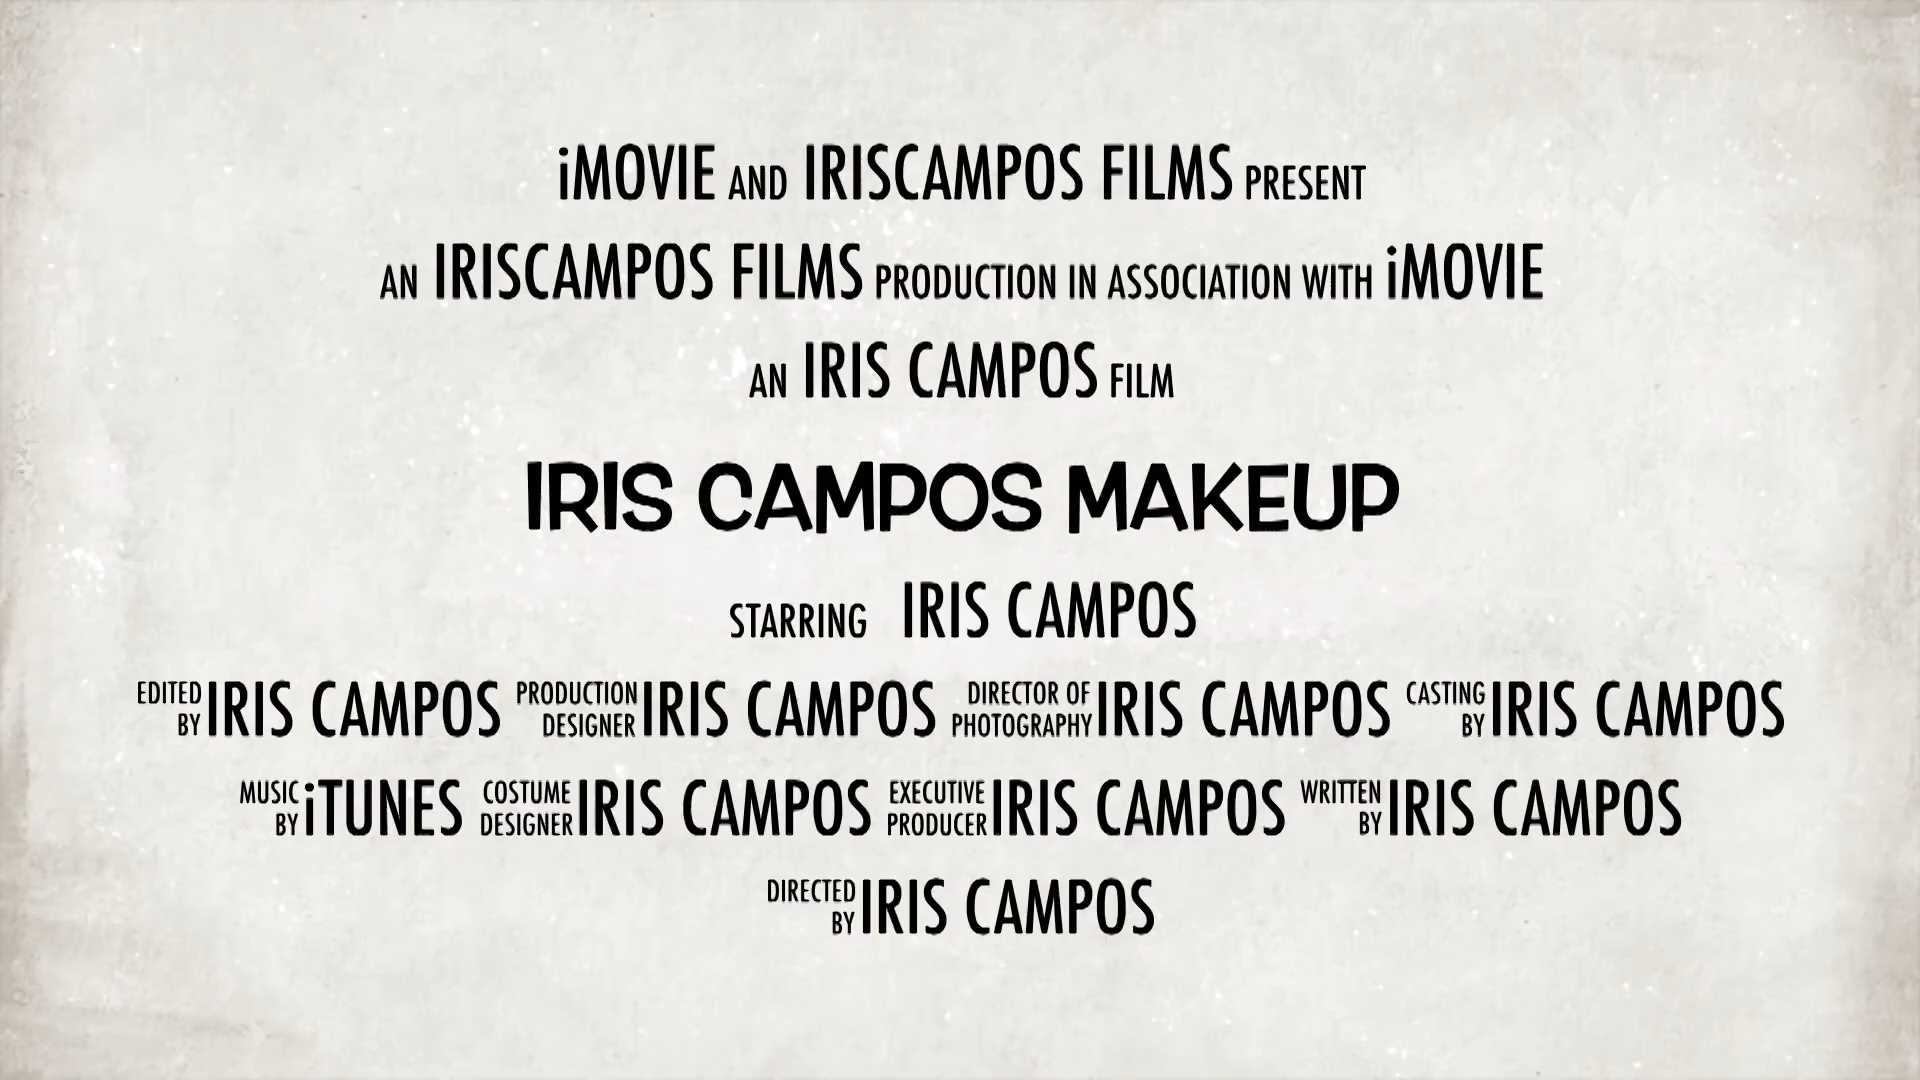 iMOVIE AND IRISCAMPOS FILMS PRESENT
AN IRISCAMPOS FILMS PRODUCTION IN ASSOCIATION WITH iMOVIE
AN IRIS CAMPOS FILM
IRIS CAMPOS MAKEUP
STARRING IRIS CAMPOS
EDITED BY IRIS CAMPOS PRODUCTION DESIGNER IRIS CAMPOS DIRECTOR OF PHOTOGRAPHY IRIS CAMPOS CASTING BY IRIS CAMPOS
MUSIC BY iTUNES COSTUME DESIGNER IRIS CAMPOS EXECUTIVE PRODUCER IRIS CAMPOS WRITTEN BY IRIS CAMPOS
DIRECTED BY IRIS CAMPOS